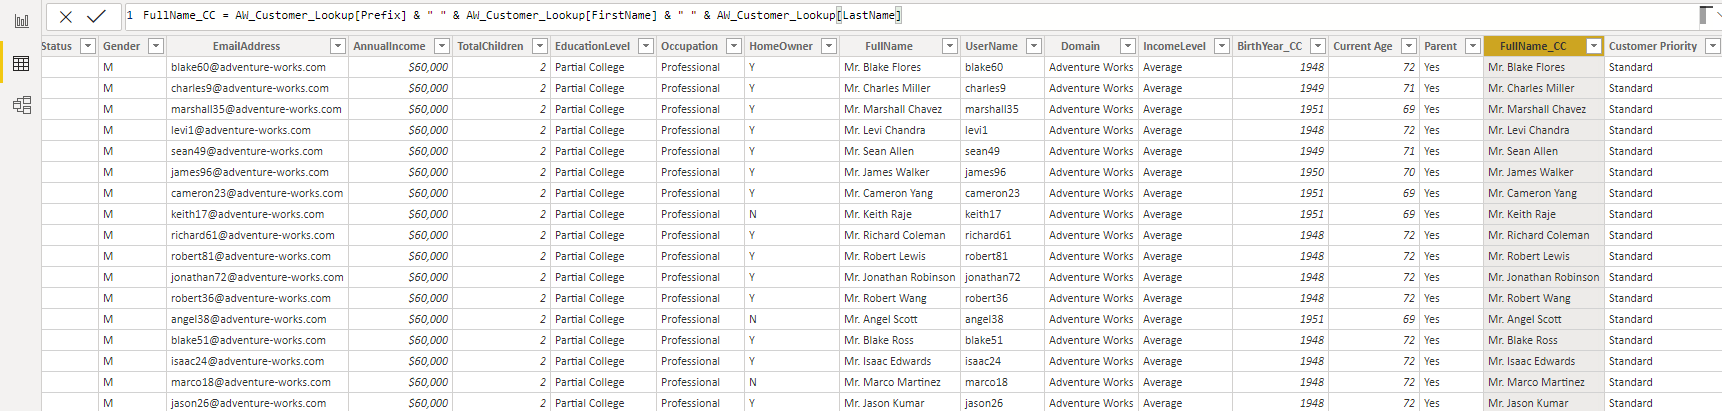 1 FullName_CC = AW_Customer_Lookup[Prefix] & " " & AW_Customer_Lookup[FirstName] & " " & AW_Customer_Lookup[LastName]
Status Gender EmailAddress AnnualIncome TotalChildren EducationLevel Occupation HomeOwner FullName UserName Domain IncomeLevel BirthYear_CC Current Age Parent FullName_CC Customer Priority
M blake60@adventure-works.com $60,000 2 Partial College Professional Y Mr. Blake Flores blake60 Adventure Works Average 1948 72 Yes Mr. Blake Flores Standard
M charles9@adventure-works.com $60,000 2 Partial College Professional Y Mr. Charles Miller charles9 Adventure Works Average 1949 71 Yes Mr. Charles Miller Standard
M marshall35@adventure-works.com $60,000 2 Partial College Professional Y Mr. Marshall Chavez marshall35 Adventure Works Average 1951 69 Yes Mr. Marshall Chavez Standard
M levi1@adventure-works.com $60,000 2 Partial College Professional Y Mr. Levi Chandra levi1 Adventure Works Average 1948 72 Yes Mr. Levi Chandra Standard
M sean49@adventure-works.com $60,000 2 Partial College Professional Y Mr. Sean Allen sean49 Adventure Works Average 1949 71 Yes Mr. Sean Allen Standard
M james96@adventure-works.com $60,000 2 Partial College Professional Y Mr. James Walker james96 Adventure Works Average 1950 70 Yes Mr. James Walker Standard
M cameron23@adventure-works.com $60,000 2 Partial College Professional Y Mr. Cameron Yang cameron23 Adventure Works Average 1951 69 Yes Mr. Cameron Yang Standard
M keith17@adventure-works.com $60,000 2 Partial College Professional N Mr. Keith Raje keith17 Adventure Works Average 1951 69 Yes Mr. Keith Raje Standard
M richard61@adventure-works.com $60,000 2 Partial College Professional Y Mr. Richard Coleman richard61 Adventure Works Average 1948 72 Yes Mr. Richard Coleman Standard
M robert81@adventure-works.com $60,000 2 Partial College Professional Y Mr. Robert Lewis robert81 Adventure Works Average 1948 72 Yes Mr. Robert Lewis Standard
M jonathan72@adventure-works.com $60,000 2 Partial College Professional Y Mr. Jonathan Robinson jonathan72 Adventure Works Average 1948 72 Yes Mr. Jonathan Robinson Standard
M robert36@adventure-works.com $60,000 2 Partial College Professional Y Mr. Robert Wang robert36 Adventure Works Average 1948 72 Yes Mr. Robert Wang Standard
M angel38@adventure-works.com $60,000 2 Partial College Professional N Mr. Angel Scott angel38 Adventure Works Average 1951 69 Yes Mr. Angel Scott Standard
M blake51@adventure-works.com $60,000 2 Partial College Professional Y Mr. Blake Ross blake51 Adventure Works Average 1948 72 Yes Mr. Blake Ross Standard
M isaac24@adventure-works.com $60,000 2 Partial College Professional Y Mr. Isaac Edwards isaac24 Adventure Works Average 1948 72 Yes Mr. Isaac Edwards Standard
M marco18@adventure-works.com $60,000 2 Partial College Professional N Mr. Marco Martinez marco18 Adventure Works Average 1948 72 Yes Mr. Marco Martinez Standard
M jason26@adventure-works.com $60,000 2 Partial College Professional Y Mr. Jason Kumar jason26 Adventure Works Average 1948 72 Yes Mr. Jason Kumar Standard